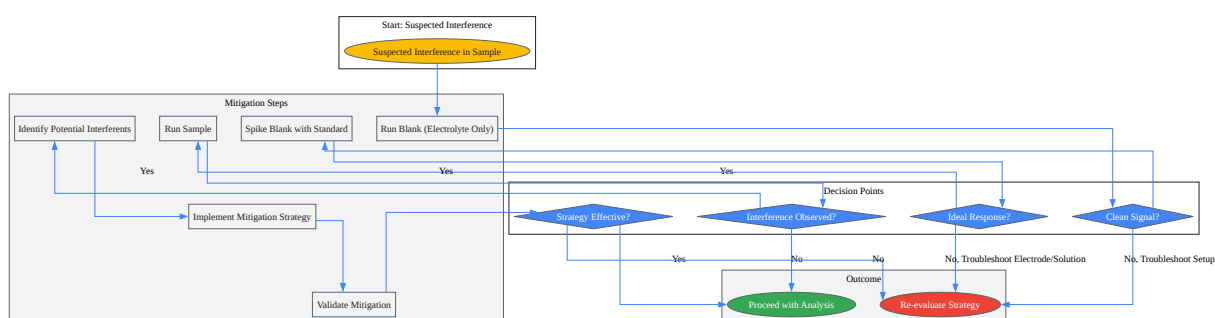 Start: Suspected Interference
Suspected Interference in Sample
Mitigation Steps
Identify Potential Interferents
Run Sample
Spike Blank with Standard
Run Blank (Electrolyte Only)
Yes
Yes
Yes
Decision Points
Implement Mitigation Strategy
Strategy Effective?
Interference Observed?
Ideal Response?
Clean Signal?
Yes
No
No
No, Troubleshoot Electrode/Solution
No, Troubleshoot Setup
Outcome
Validate Mitigation
Proceed with Analysis
Re-evaluate Strategy